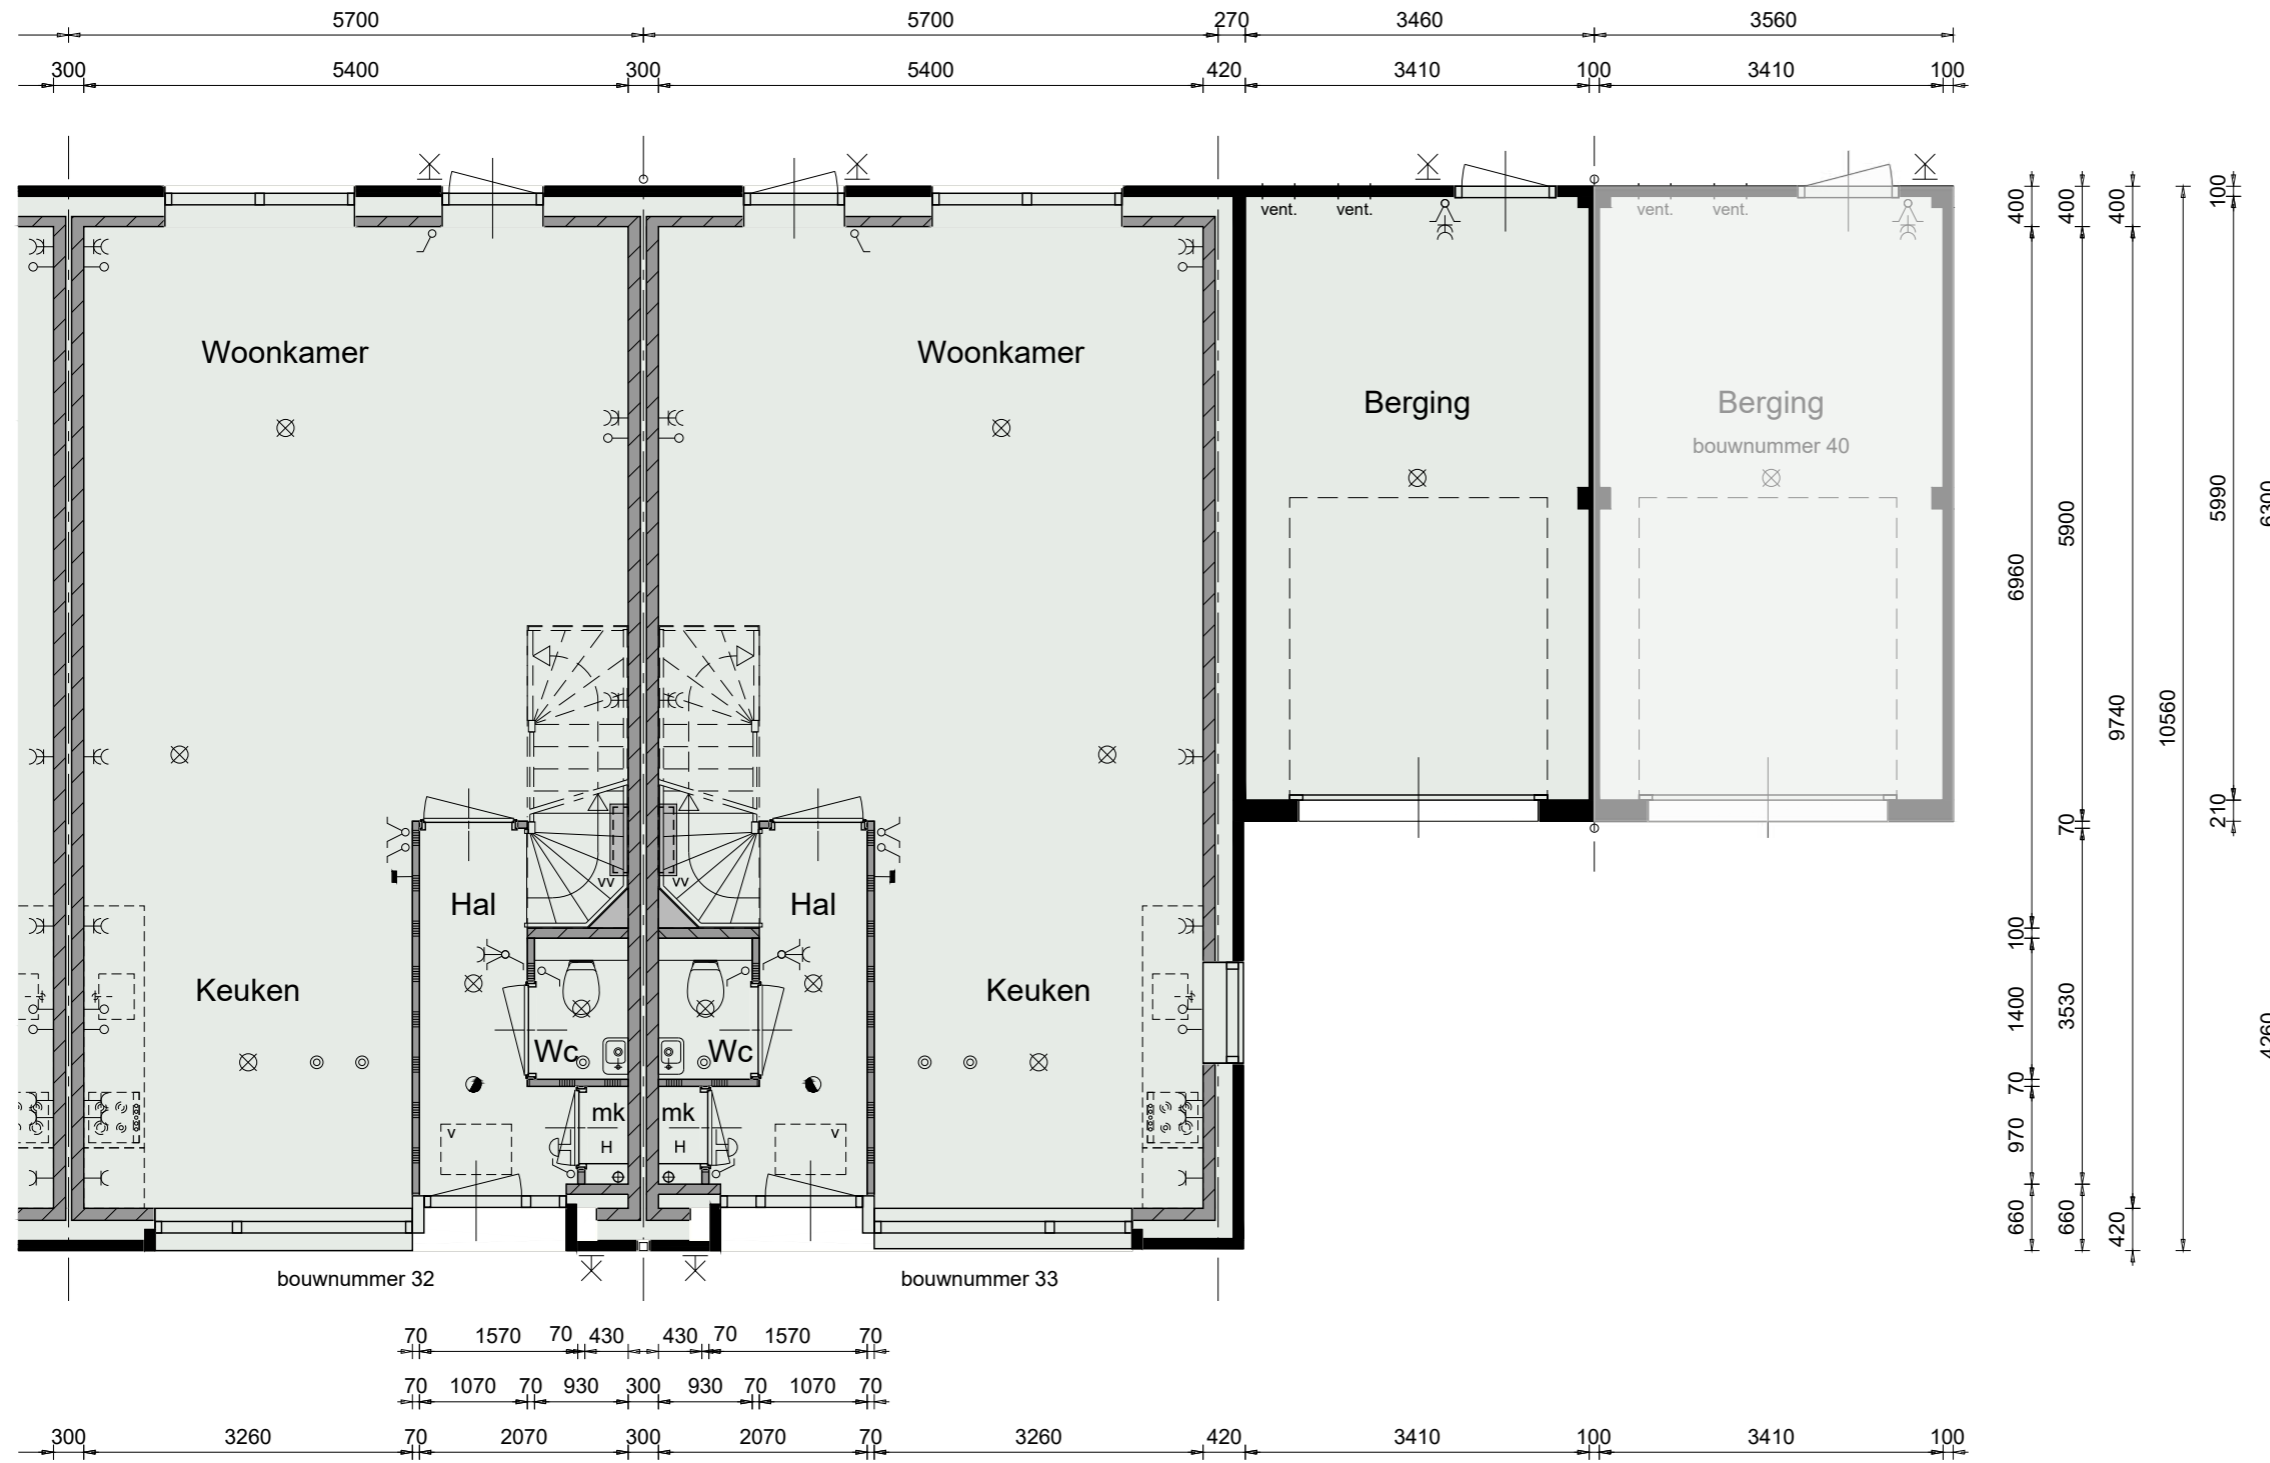 5700 5700 270 3460 3560
300 5400 300 5400 420 3410 100 3410 100
400 400 400 100
vent. vent. vent. vent.
Woonkamer Woonkamer
Berging Berging
bouwnummer 40
5990 6300
5900
6960
9740 10560
210
70
vv vv
Hal Hal
100
Keuken Keuken
1400 3530 4260
Wc Wc
70
mk mk
v H H v
970
660 660 420
bouwnummer 32 bouwnummer 33
70 1570 70 430 430 70 1570 70
70 1070 70 930 300 930 70 1070 70
300 3260 70 2070 300 2070 70 3260 420 3410 100 3410 100